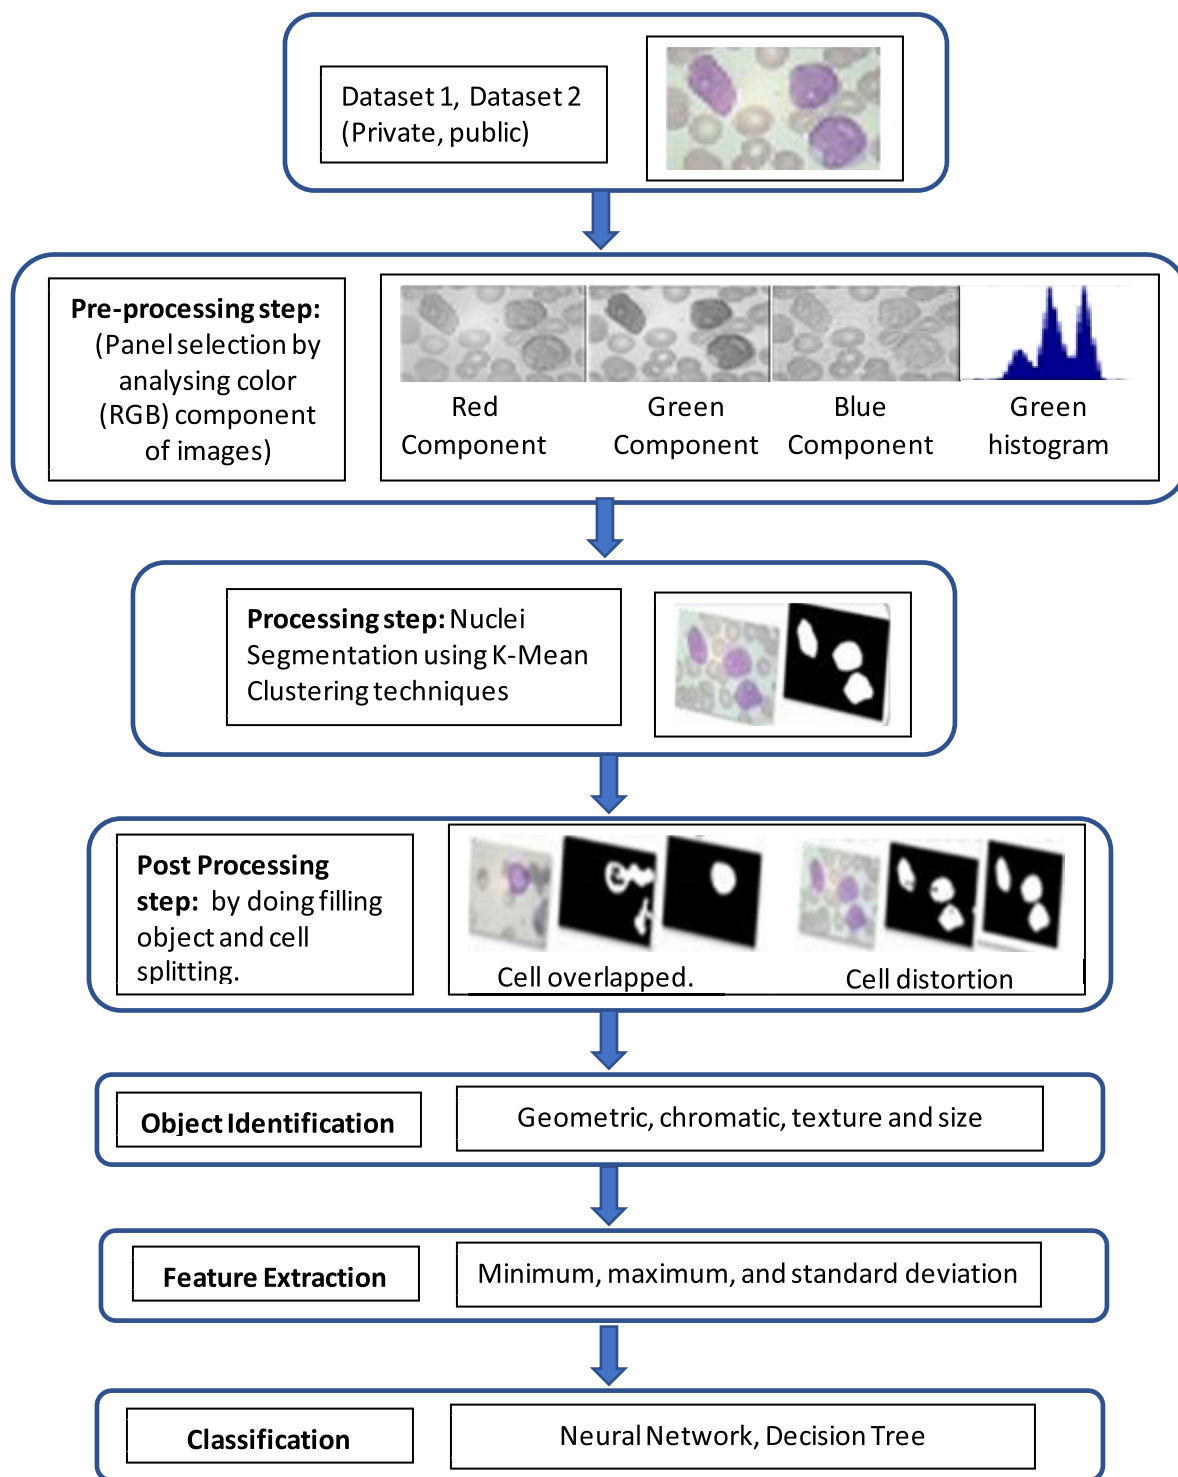 Dataset 1, Dataset 2
(Private, public)
Pre-processing step:
(Panel selection by
analysing color
(RGB) component
of images)
Red
Component
Green
Component
Blue
Component
Green
histogram
Processing step: Nuclei
Segmentation using K-Mean
Clustering techniques
Post Processing
step: by doing filling
object and cell
splitting.
Cell overlapped.
Cell distortion
Object Identification
Geometric, chromatic, texture and size
Feature Extraction
Minimum, maximum, and standard deviation
Classification
Neural Network, Decision Tree